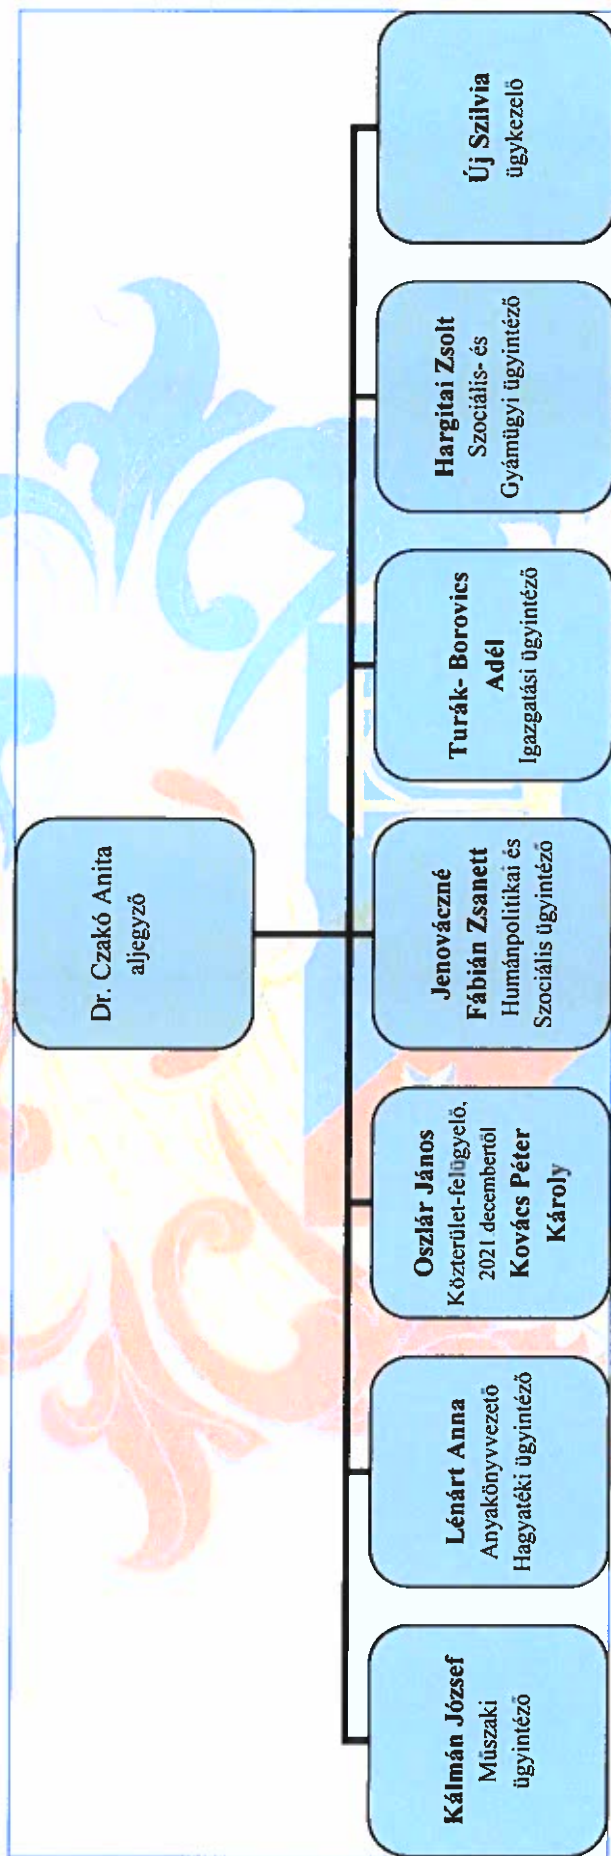 Dr. Czakó Anita
aljegyző
Kálmán József
Műszaki
ügyintéző
Lénárt Anna
Anyakönyvvezető
Hagyatéki ügyintéző
Oszlár János
Közterület-felügyelő,
2021.decembertől
Kovács Péter
Károly
Jenováczné
Fábián Zsanett
Humánpolitikai és
Szociális ügyintéző
Turák- Borovics
Adél
Igazgatási ügyintéző
Hargitai Zsolt
Szociális- és
Gyámügyi ügyintéző
Új Szilvia
ügykezelő